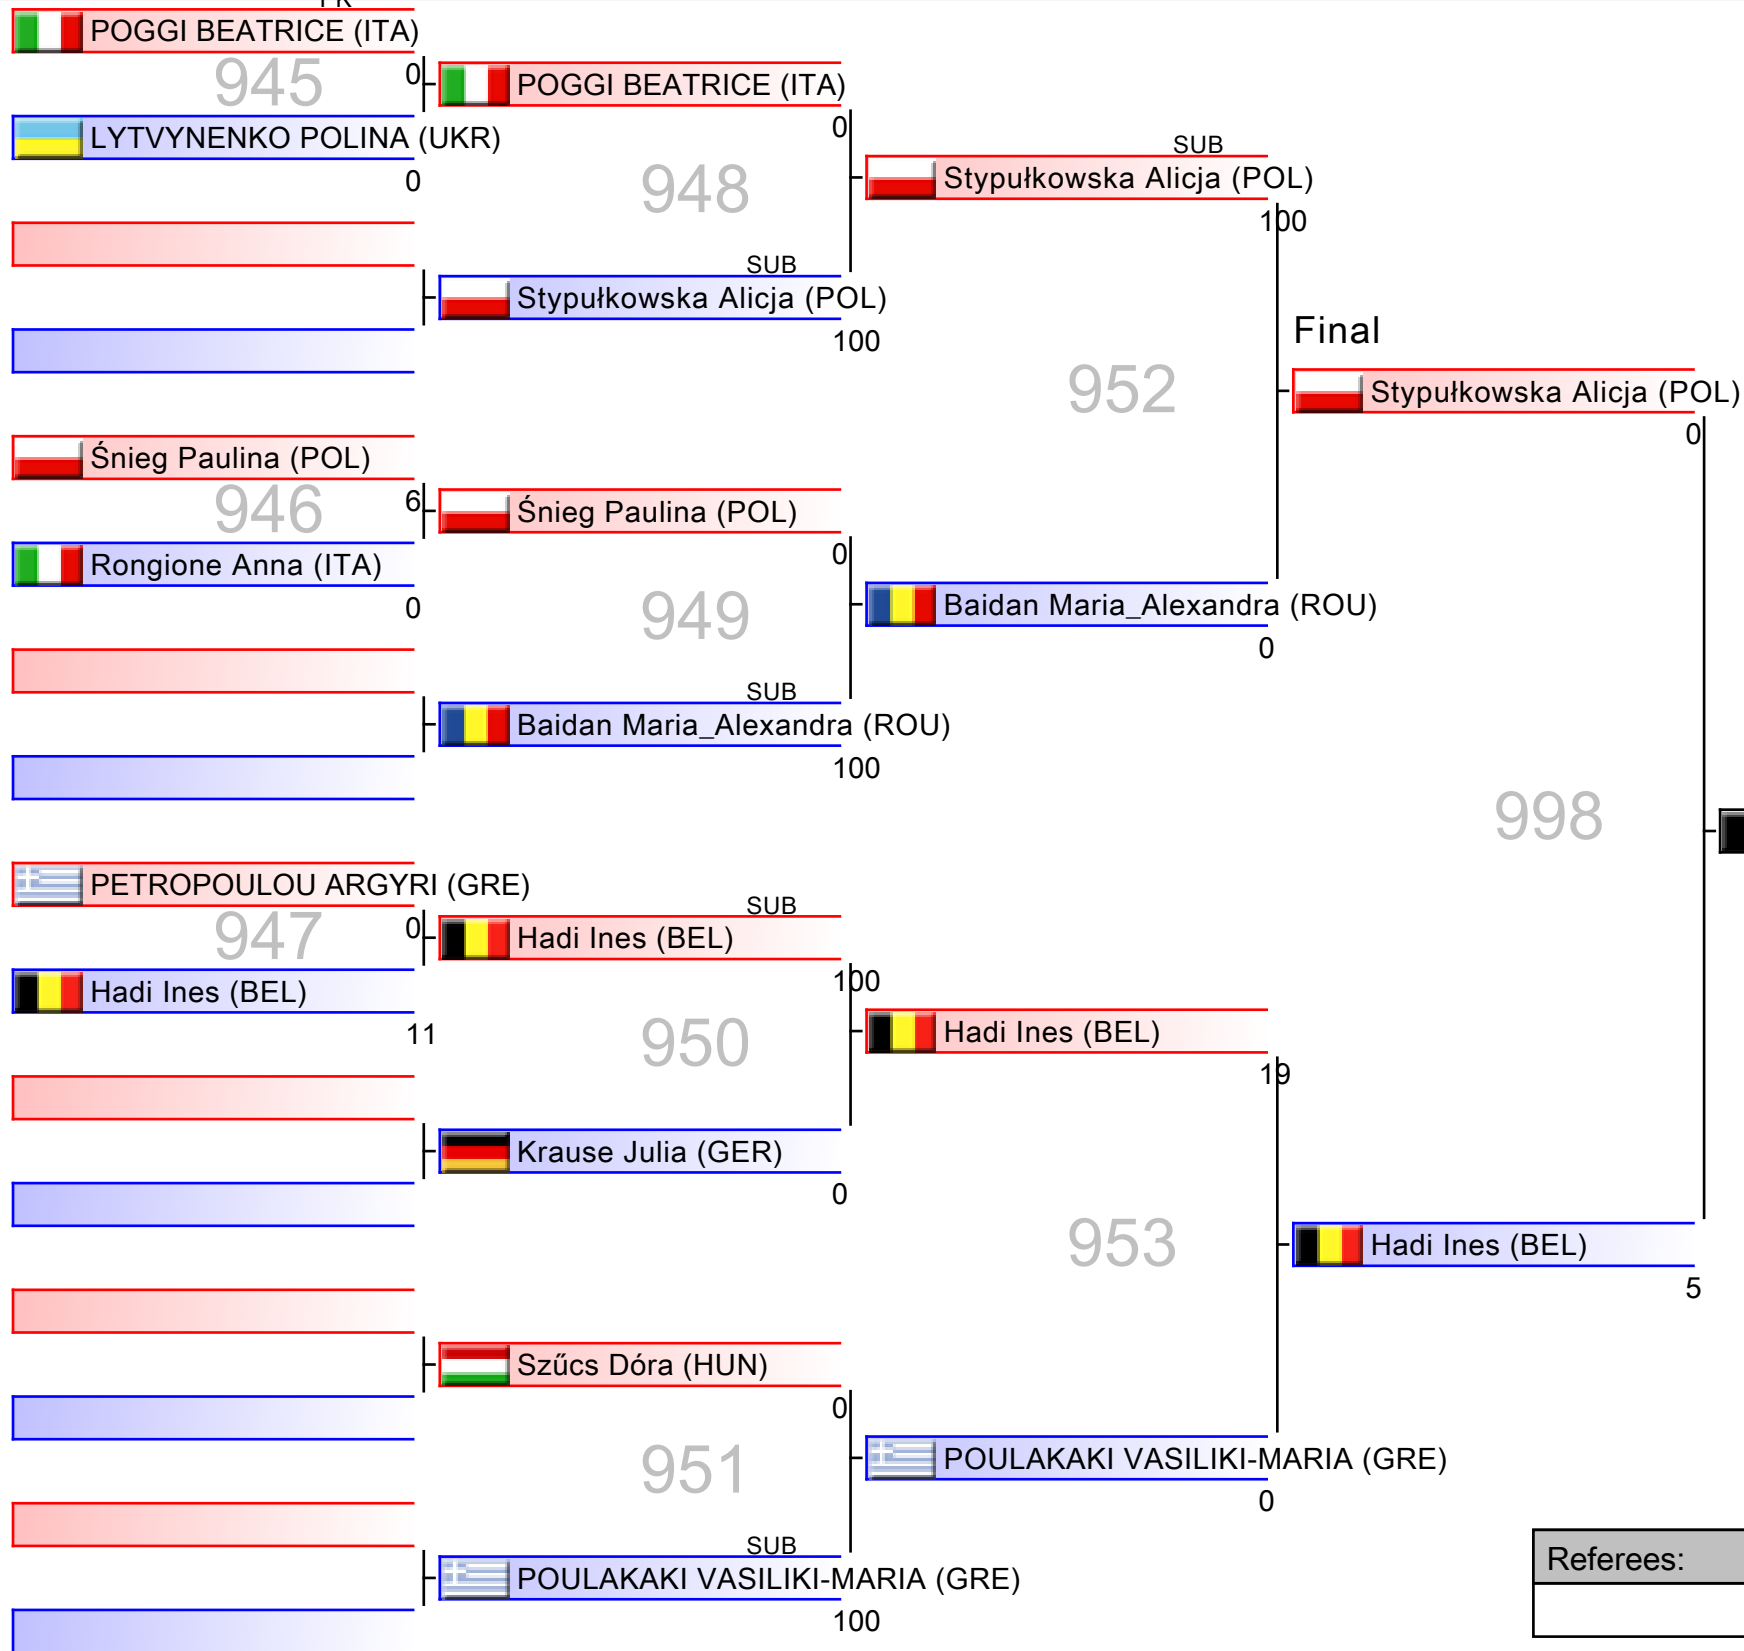 POGGI BEATRICE (ITA)
945
0
POGGI BEATRICE (ITA)
LYTVYNENKO POLINA (UKR)
0
0
948
SUB
Stypułkowska Alicja (POL)
100
SUB
Stypułkowska Alicja (POL)
100
Final
952
Stypułkowska Alicja (POL)
0
Śnieg Paulina (POL)
946
6
Śnieg Paulina (POL)
Rongione Anna (ITA)
0
0
949
Baidan Maria_Alexandra (ROU)
0
SUB
Baidan Maria_Alexandra (ROU)
100
998
PETROPOULOU ARGYRI (GRE)
947
0
SUB
Hadi Ines (BEL)
Hadi Ines (BEL)
11
100
950
Hadi Ines (BEL)
19
Krause Julia (GER)
0
953
Hadi Ines (BEL)
5
Szűcs Dóra (HUN)
0
951
POULAKAKI VASILIKI-MARIA (GRE)
0
SUB
POULAKAKI VASILIKI-MARIA (GRE)
100
Referees: